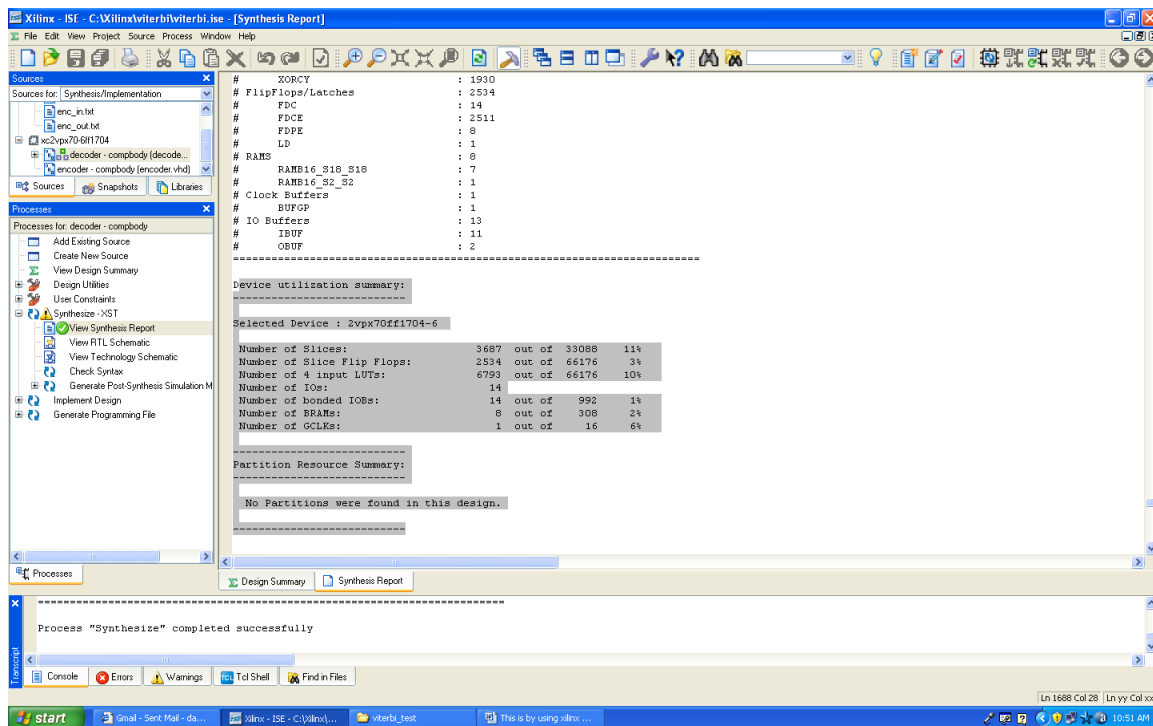 Xilinx - ISE - C:\Xilinx\viterbi\viterbi.ise - [Synthesis Report]
File Edit View Project Source Process Window Help
Sources
Sources for: Synthesis/Implementation
enc_in.txt
enc_out.txt
xc2vpx70-6ff1704
decoder - compbody (decode...
encoder - compbody (encoder.vhd)
Sources Snapshots Libraries
Processes
Processes for: decoder - compbody
Add Existing Source
Create New Source
View Design Summary
Design Utilities
User Constraints
Synthesize - XST
View Synthesis Report
View RTL Schematic
View Technology Schematic
Check Syntax
Generate Post-Synthesis Simulation M
Implement Design
Generate Programming File
Processes
# XORCY : 1930
# FlipFlops/Latches : 2534
# FDC : 14
# FDCE : 2511
# FDPE : 8
# LD : 1
# RAMS : 8
# RAMB16_S18_S18 : 7
# RAMB16_S2_S2 : 1
# Clock Buffers : 1
# BUFGP : 1
# IO Buffers : 13
# IBUF : 11
# OBUF : 2
=========================================================================
Device utilization summary:
---------------------------
Selected Device : 2vpx70ff1704-6
Number of Slices: 3687 out of 33088 11%
Number of Slice Flip Flops: 2534 out of 66176 3%
Number of 4 input LUTs: 6793 out of 66176 10%
Number of IOs: 14
Number of bonded IOBs: 14 out of 992 1%
Number of BRAMs: 8 out of 308 2%
Number of GCLKs: 1 out of 16 6%
---------------------------
Partition Resource Summary:
---------------------------
No Partitions were found in this design.
---------------------------
Design Summary Synthesis Report
=========================================================================
Process "Synthesize" completed successfully
Transcript
Console Errors Warnings Tcl Shell Find in Files
Ln 1688 Col 28 Ln yy Col xx
start Gmail - Sent Mail - da... Xilinx - ISE - C:\Xilinx\... viterbi_test This is by using xilinx ... 10:51 AM